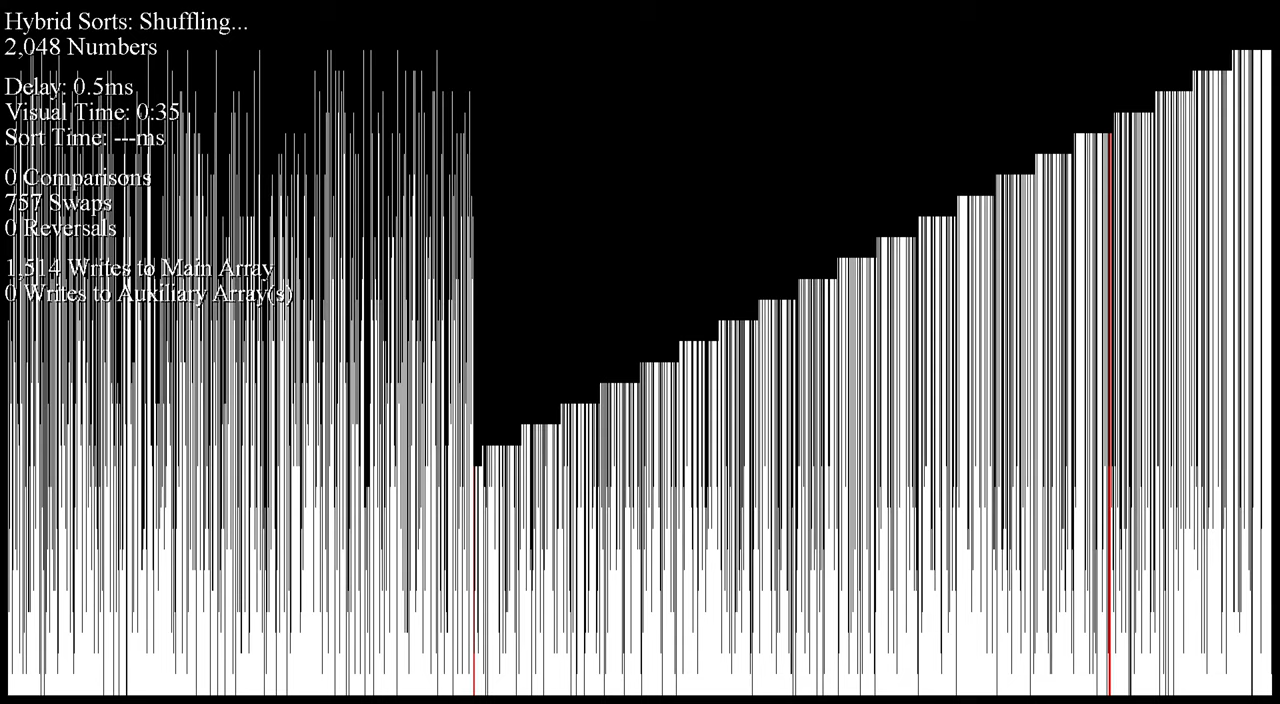 Hybrid Sorts: Shuffling...
2,048 Numbers
Delay: 0.5ms
Visual Time: 0:35
Sort Time: ---ms
0 Comparisons
757 Swaps
0 Reversals
1,514 Writes to Main Array
0 Writes to Auxiliary Array(s)